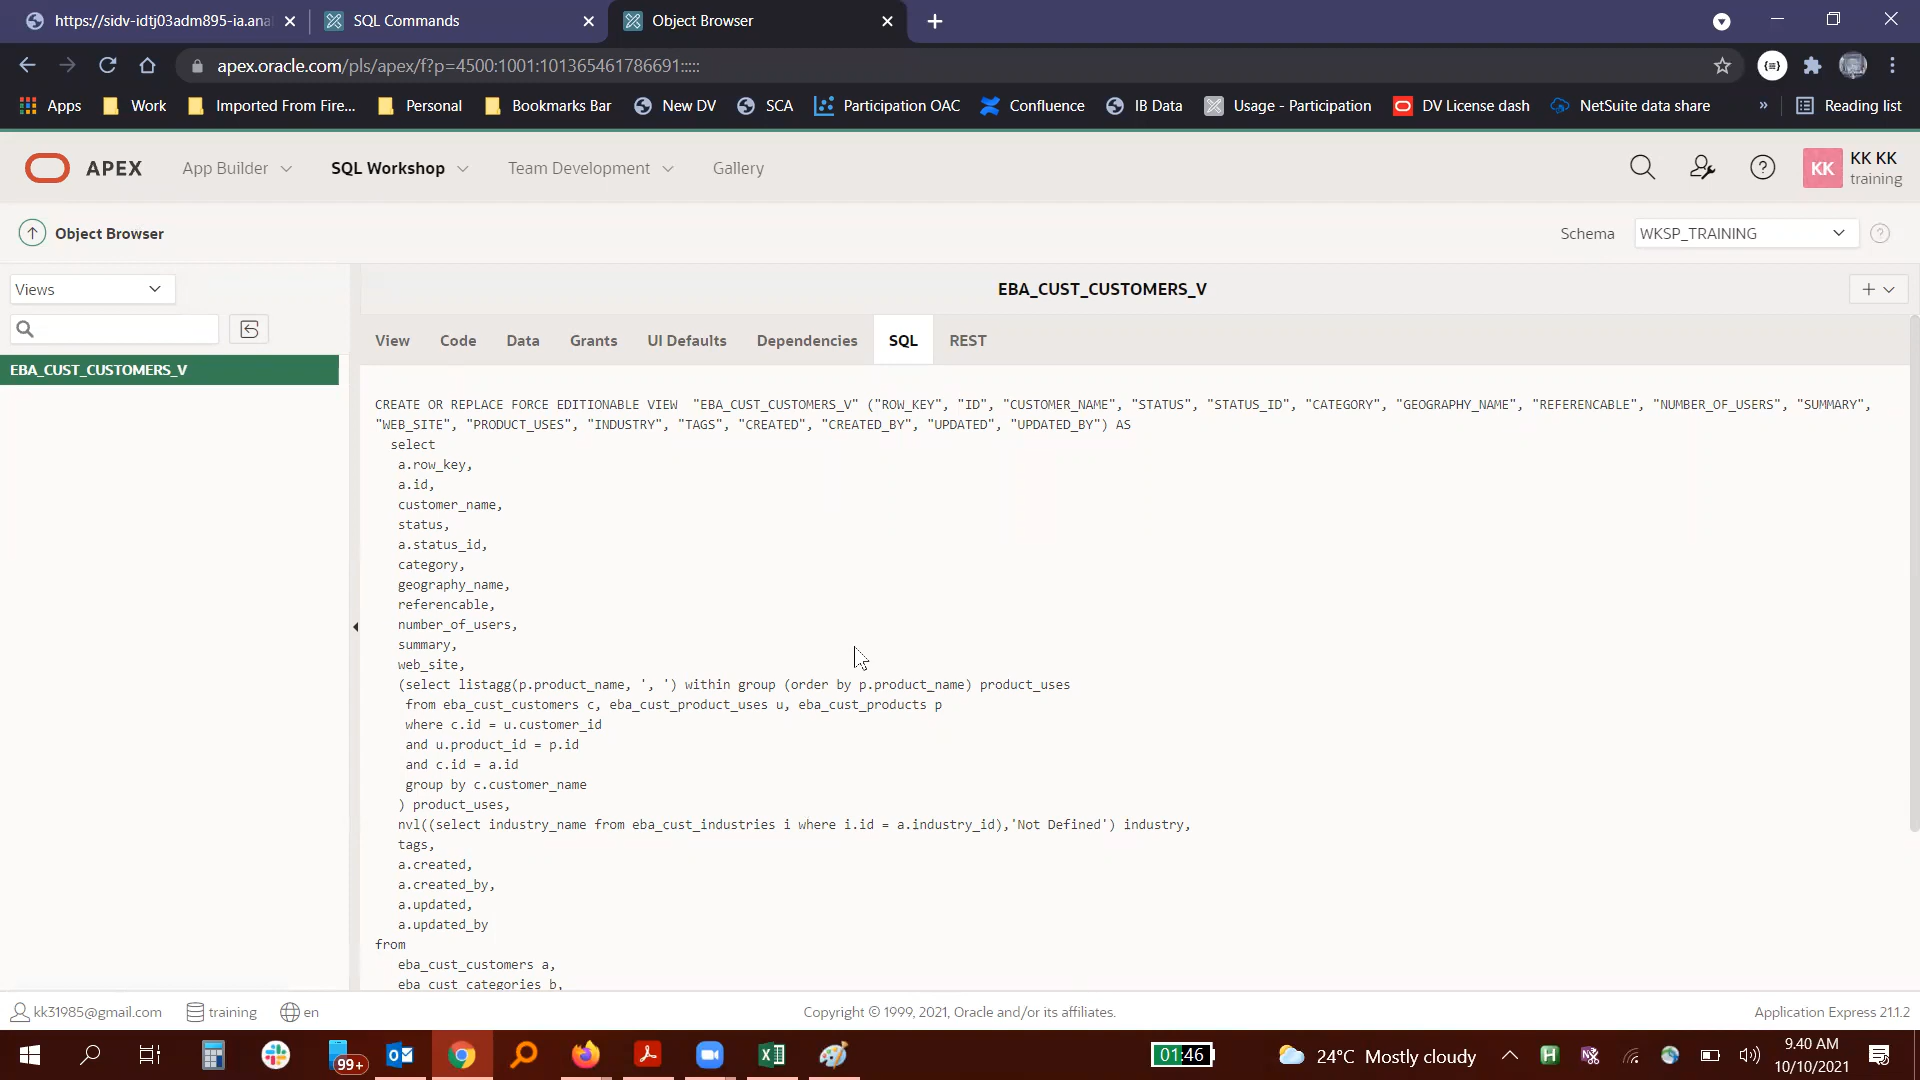 https://sidv-idtj03adm895-ia.ana
SQL Commands
Object Browser
apex.oracle.com/pls/apex/f?p=4500:1001:101365461786691:::::
Apps
Work
Imported From Fire...
Personal
Bookmarks Bar
New DV
SCA
Participation OAC
Confluence
IB Data
Usage - Participation
DV License dash
NetSuite data share
»
Reading list
APEX
App Builder
SQL Workshop
Team Development
Gallery
KK
KK KK
training
Object Browser
Schema
WKSP_TRAINING
Views
EBA_CUST_CUSTOMERS_V
EBA_CUST_CUSTOMERS_V
View
Code
Data
Grants
UI Defaults
Dependencies
SQL
REST
CREATE OR REPLACE FORCE EDITIONABLE VIEW  "EBA_CUST_CUSTOMERS_V" ("ROW_KEY", "ID", "CUSTOMER_NAME", "STATUS", "STATUS_ID", "CATEGORY", "GEOGRAPHY_NAME", "REFERENCABLE", "NUMBER_OF_USERS", "SUMMARY",
"WEB_SITE", "PRODUCT_USES", "INDUSTRY", "TAGS", "CREATED", "CREATED_BY", "UPDATED", "UPDATED_BY") AS
select
a.row_key,
a.id,
customer_name,
status,
a.status_id,
category,
geography_name,
referencable,
number_of_users,
summary,
web_site,
(select listagg(p.product_name, ', ') within group (order by p.product_name) product_uses
from eba_cust_customers c, eba_cust_product_uses u, eba_cust_products p
where c.id = u.customer_id
and u.product_id = p.id
and c.id = a.id
group by c.customer_name
) product_uses,
nvl((select industry_name from eba_cust_industries i where i.id = a.industry_id),'Not Defined') industry,
tags,
a.created,
a.created_by,
a.updated,
a.updated_by
from
eba_cust_customers a,
eba_cust_categories b,
kk31985@gmail.com
training
en
Copyright © 1999, 2021, Oracle and/or its affiliates.
Application Express 21.1.2
99+
01:46
24°C Mostly cloudy
9.40 AM
10/10/2021